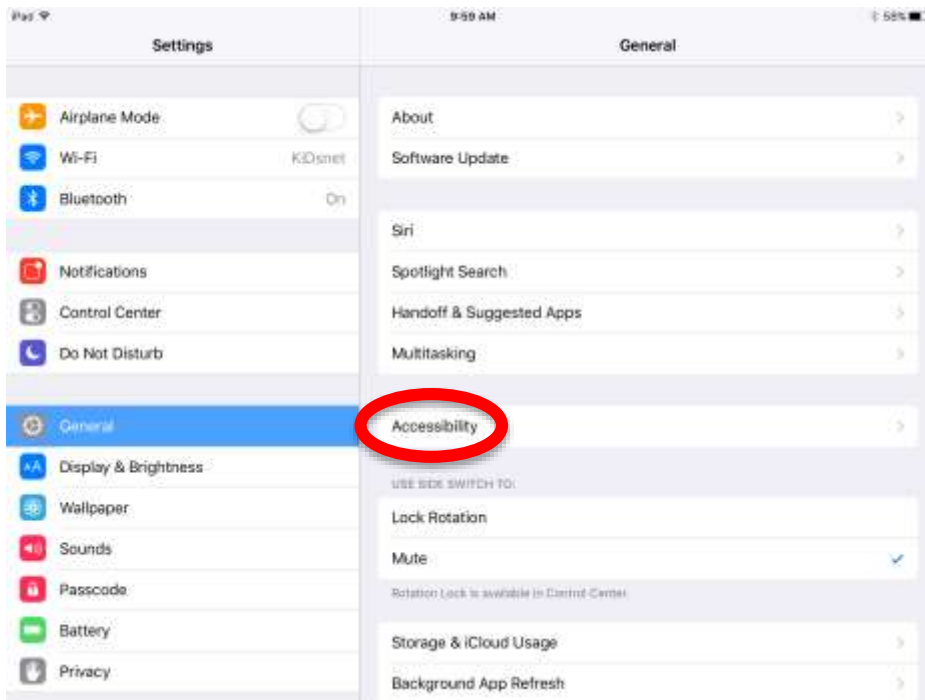 iPad
9:59 AM
58%
Settings
General
Airplane Mode
Wi-Fi
KiDsnet
Bluetooth
On
Notifications
Control Center
Do Not Disturb
General
Display & Brightness
Wallpaper
Sounds
Passcode
Battery
Privacy
About
Software Update
Siri
Spotlight Search
Handoff & Suggested Apps
Multitasking
Accessibility
USE SIDE SWITCH TO:
Lock Rotation
Mute
Rotation Lock is available in Control Center.
Storage & iCloud Usage
Background App Refresh